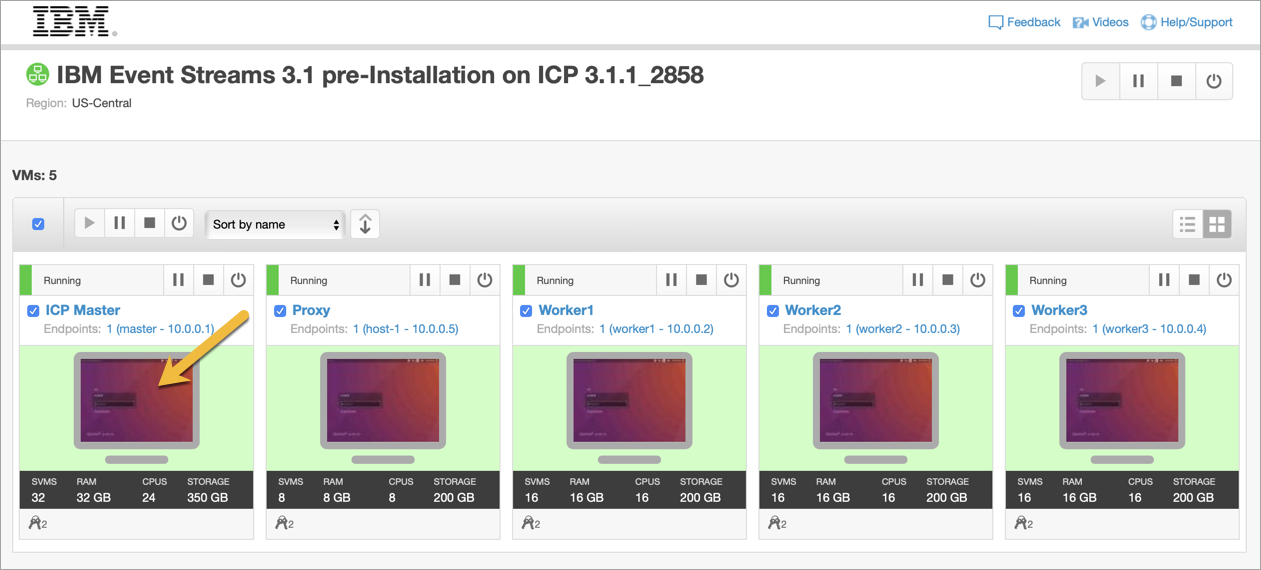 IBM
Feedback Videos Help/Support
IBM Event Streams 3.1 pre-Installation on ICP 3.1.1_2858
Region: US-Central
VMs: 5
Sort by name
Running
ICP Master
Endpoints: 1 (master - 10.0.0.1)
SVMS RAM CPUS STORAGE
32 32 GB 24 350 GB
2
Running
Proxy
Endpoints: 1 (host-1 - 10.0.0.5)
SVMS RAM CPUS STORAGE
8 8 GB 8 200 GB
2
Running
Worker1
Endpoints: 1 (worker1 - 10.0.0.2)
SVMS RAM CPUS STORAGE
16 16 GB 16 200 GB
2
Running
Worker2
Endpoints: 1 (worker2 - 10.0.0.3)
SVMS RAM CPUS STORAGE
16 16 GB 16 200 GB
2
Running
Worker3
Endpoints: 1 (worker3 - 10.0.0.4)
SVMS RAM CPUS STORAGE
16 16 GB 16 200 GB
2